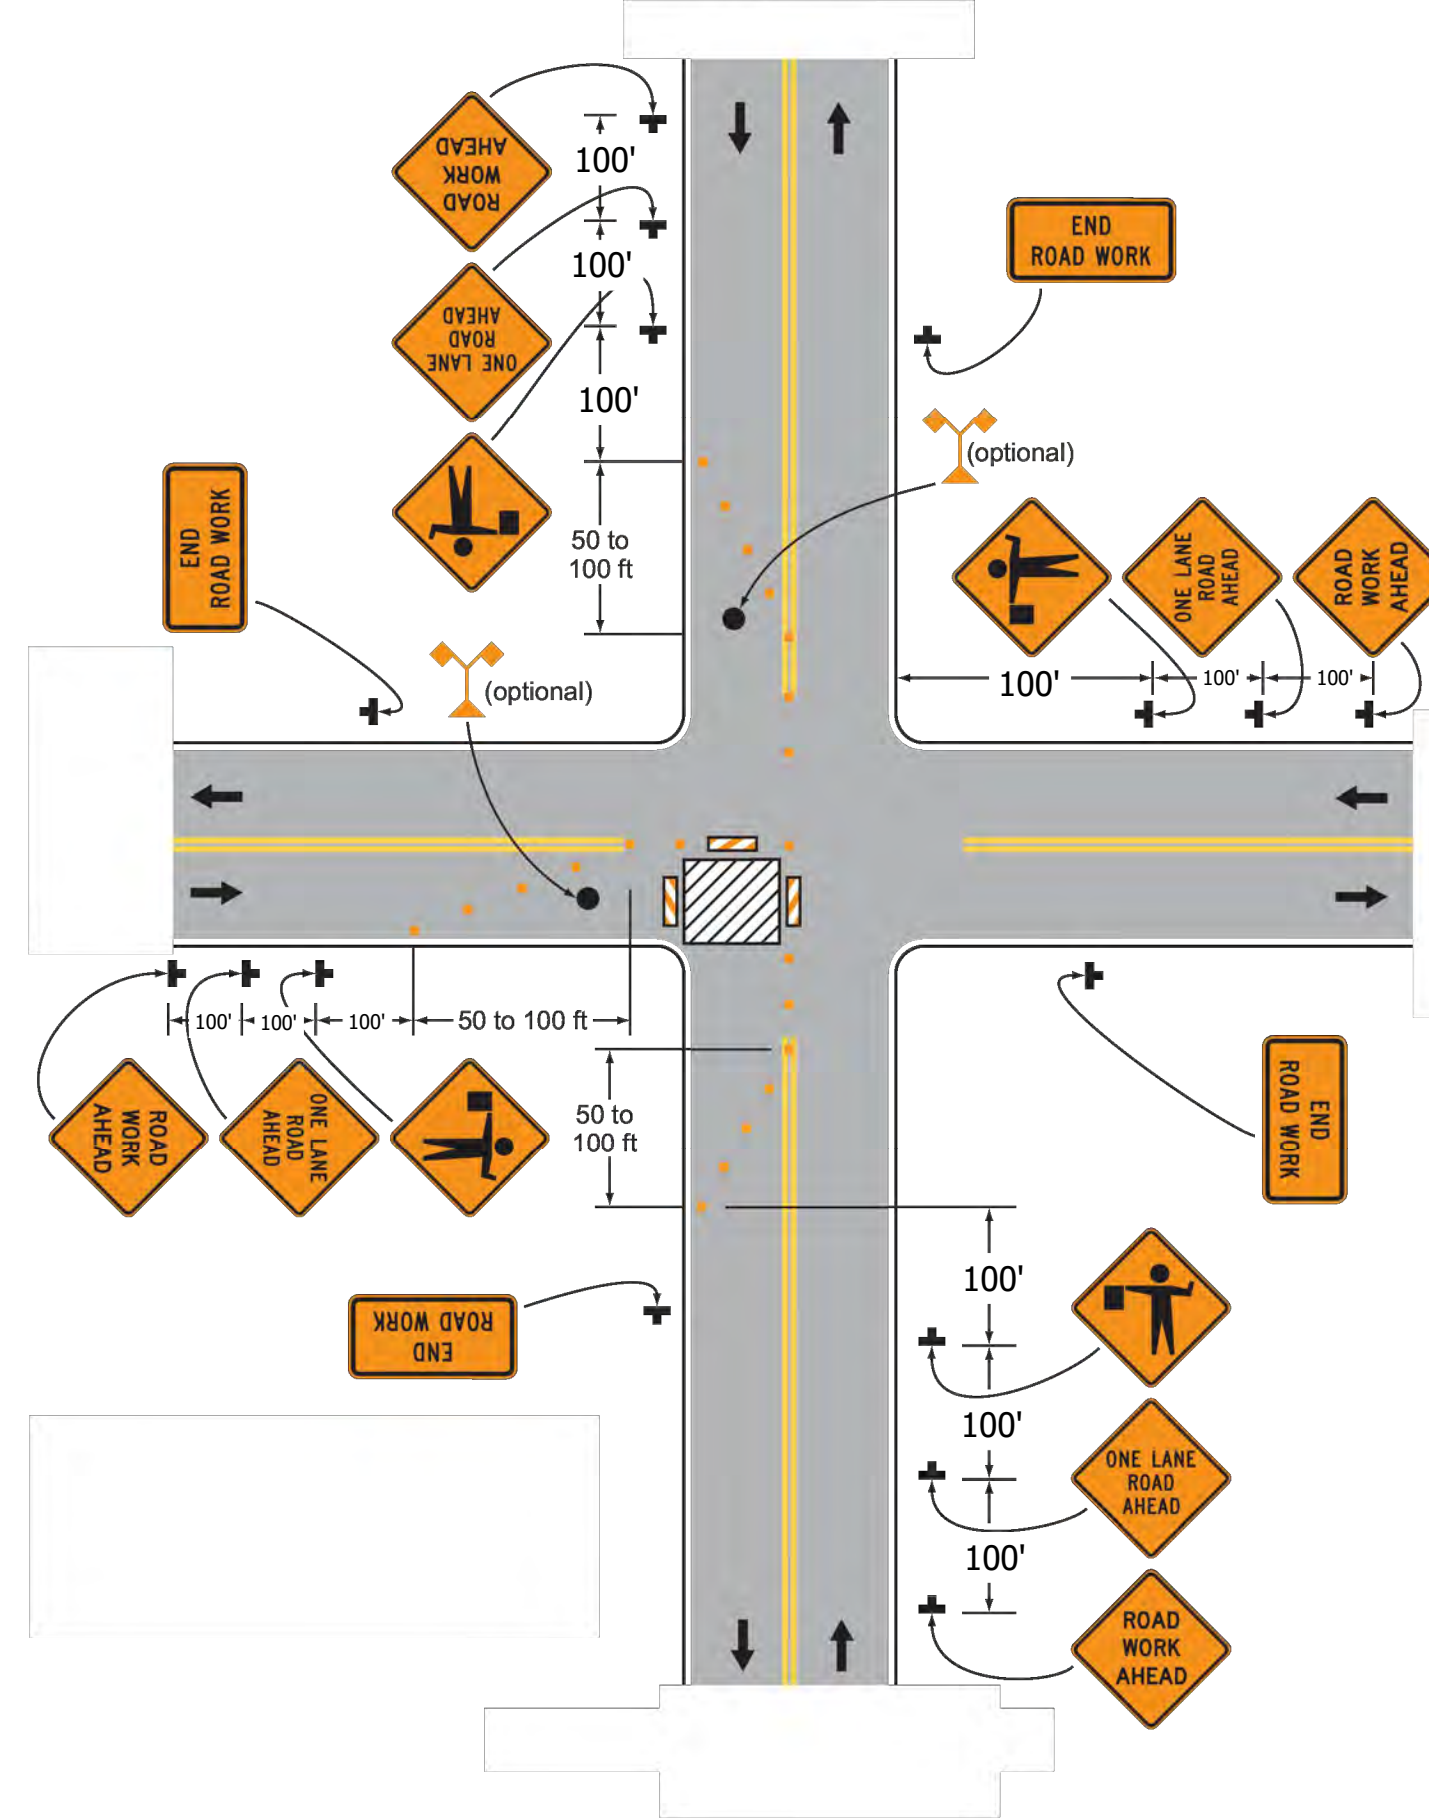 AHEAD
WORK
ROAD
100'
100'
AHEAD
ROAD
ONE LANE
100'
END
ROAD WORK
(optional)
END
ROAD WORK
50 to
100 ft
ONE LANE
ROAD
AHEAD
ROAD
WORK
AHEAD
(optional)
100'
100'
100'
100'
100'
100'
50 to 100 ft
ROAD
WORK
AHEAD
ONE LANE
ROAD
AHEAD
50 to
100 ft
END
ROAD WORK
100'
ROAD WORK
END
100'
ONE LANE
ROAD
AHEAD
100'
ROAD
WORK
AHEAD